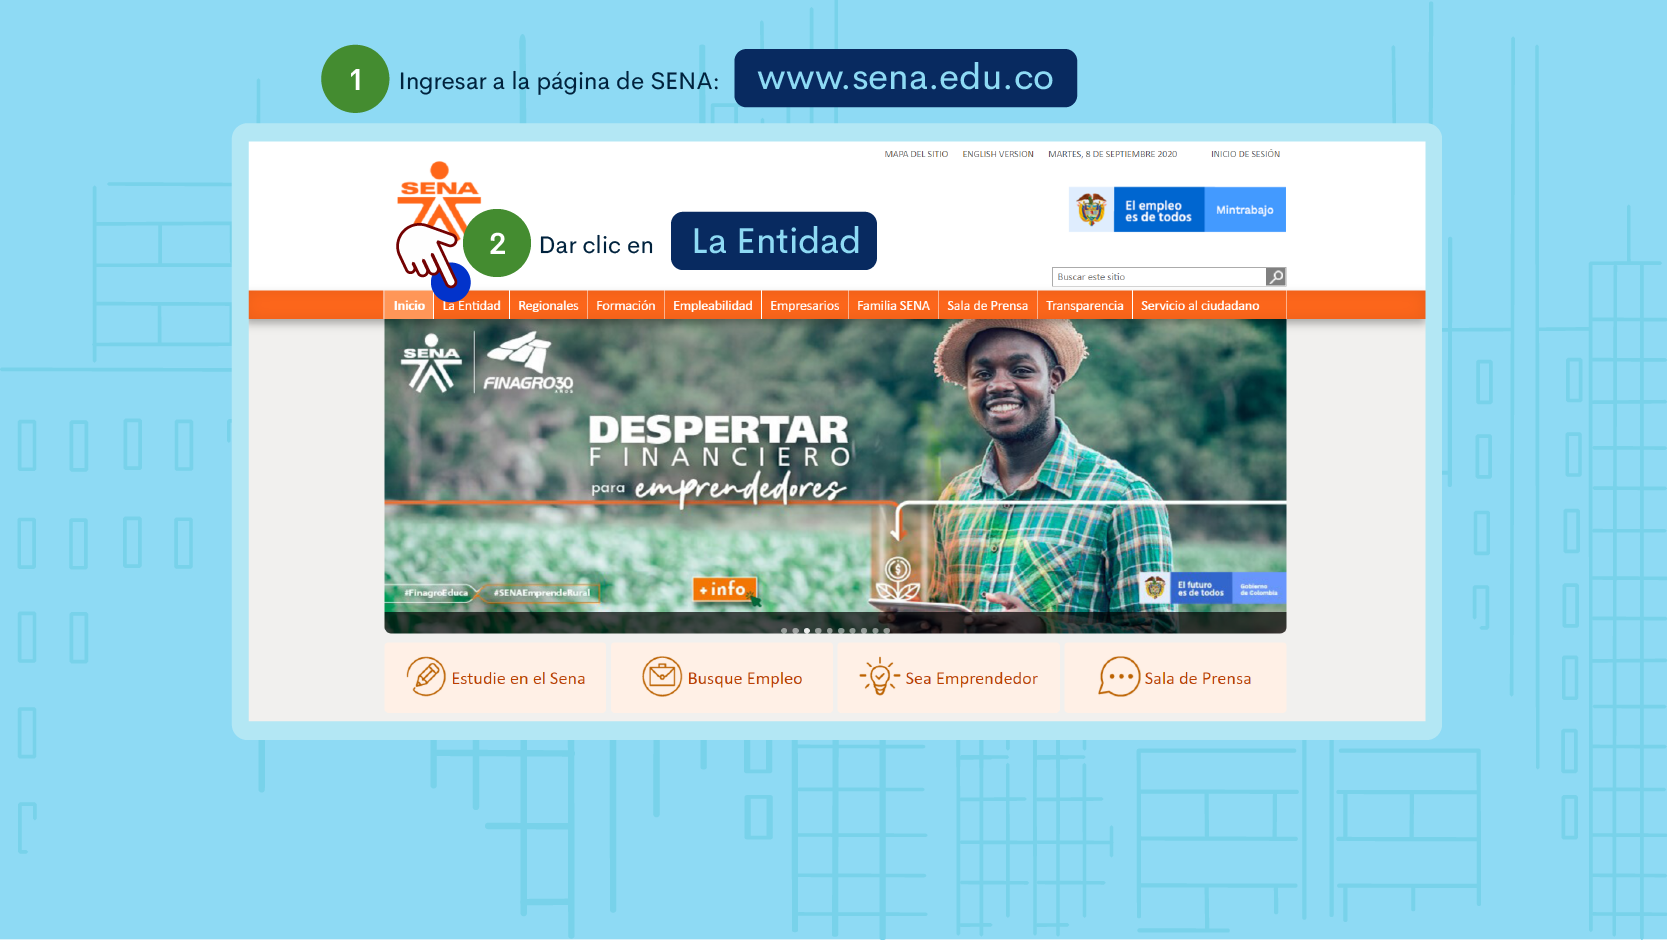 1 Ingresar a la página de SENA: www.sena.edu.co
MAPA DEL SITIO ENGLISH VERSION MARTES, 8 DE SEPTIEMBRE 2020 INICIO DE SESIÓN
SENA
El empleo
es de todos
Mintrabajo
2 Dar clic en La Entidad
Buscar este sitio
Inicio La Entidad Regionales Formación Empleabilidad Empresarios Familia SENA Sala de Prensa Transparencia Servicio al ciudadano
SENA FINAGRO30
AÑOS
DESPERTAR
FINANCIERO
para emprendedores
#FinagroEduca #SENAEmprendeRural
+info
El futuro
es de todos
Gobierno
de Colombia
Estudie en el Sena Busque Empleo Sea Emprendedor Sala de Prensa